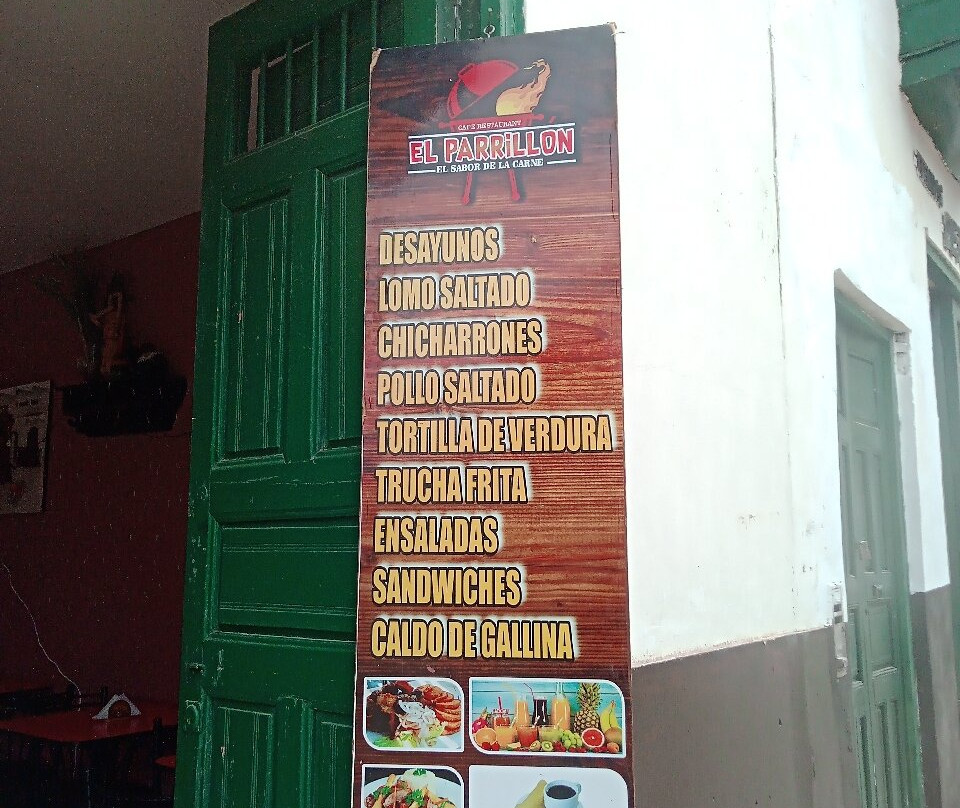 CAFE RESTAURANT
EL PARRiLLÓN
EL SABOR DE LA CARNE
DESAYUNOS
LOMO SALTADO
CHICHARRONES
POLLO SALTADO
TORTILLA DE VERDURA
TRUCHA FRITA
ENSALADAS
SANDWICHES
CALDO DE GALLINA